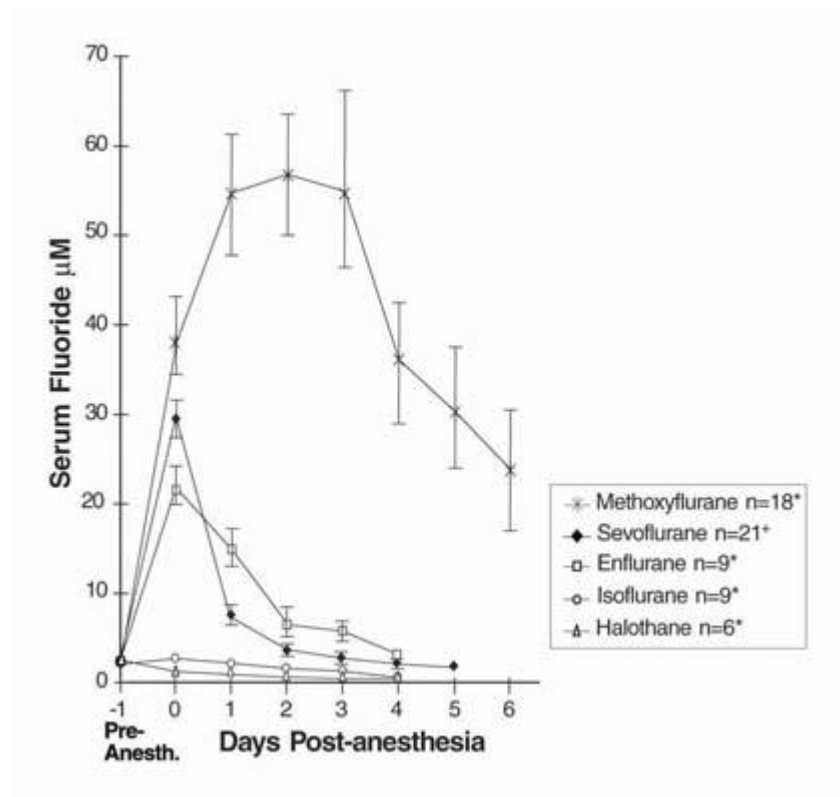 70
60
50
40
30
20
10
0
Serum Fluoride μM
-1 0 1 2 3 4 5 6
Pre-
Anesth.
Days Post-anesthesia
Methoxyflurane n=18*
Sevoflurane n=21+
Enflurane n=9*
Isoflurane n=9*
Halothane n=6*